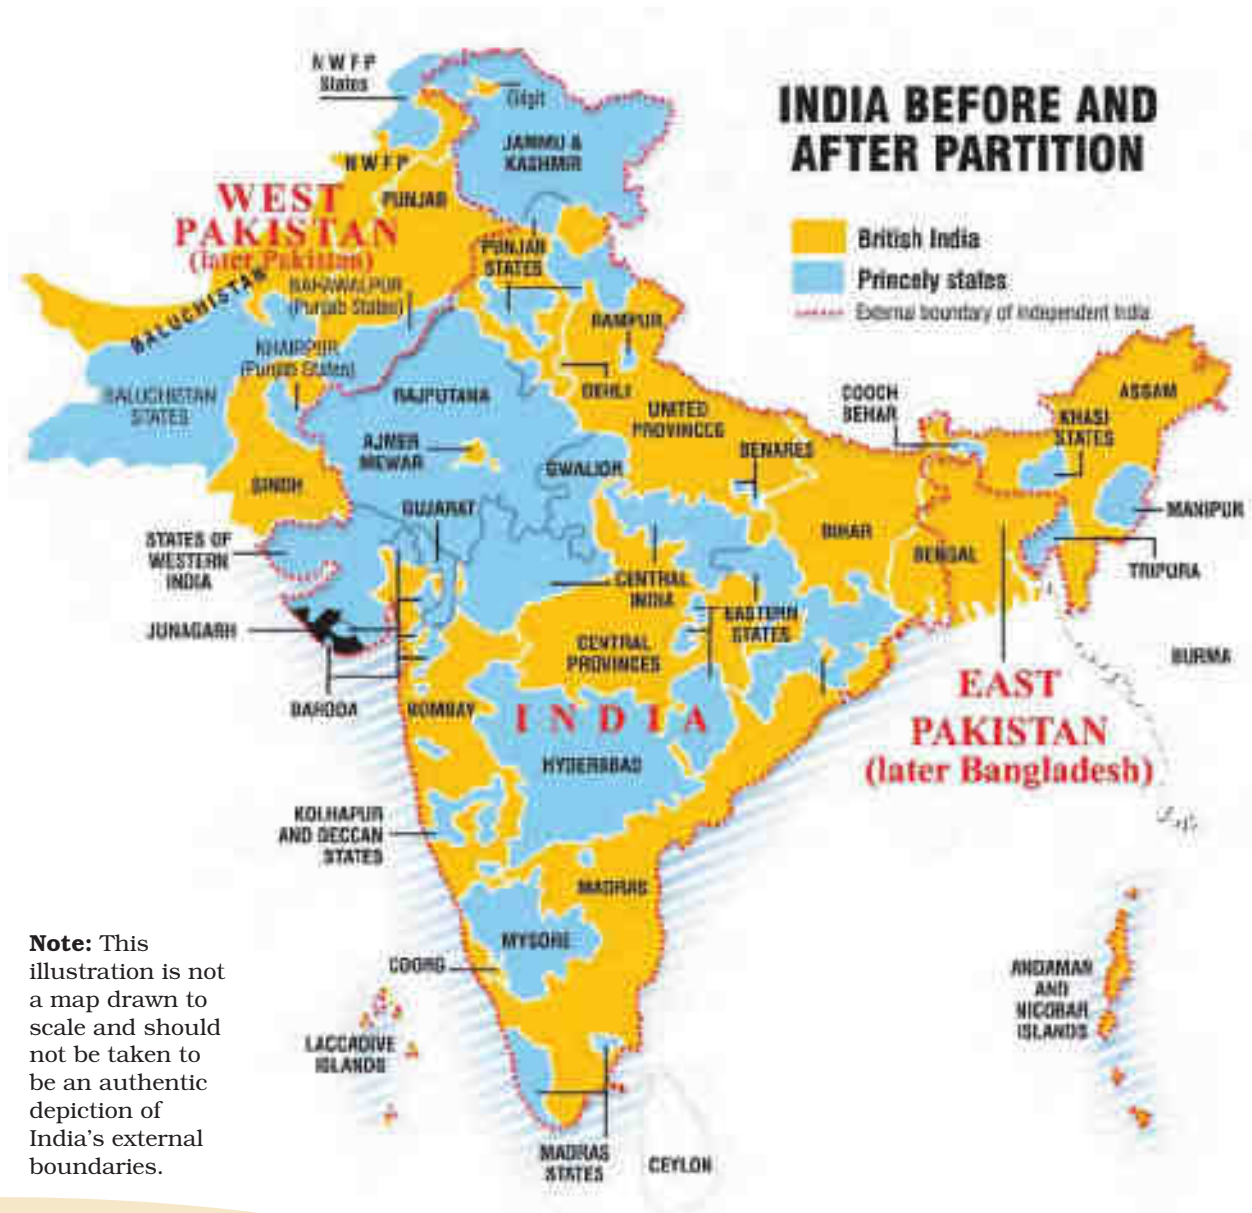 INDIA BEFORE AND
AFTER PARTITION
British India
Princely states
External boundary of independent India
N W F P
States
Gilgit
JAMMU &
KASHMIR
N W F P
PUNJAB
WEST
PAKISTAN
(later Pakistan)
PUNJAB
STATES
BALUCHISTAN
BAHAWALPUR
(Punjab States)
RAMPUR
KHAIRPUR
(Punjab States)
DEHLI
BALUCHISTAN
STATES
RAJPUTANA
UNITED
PROVINCES
COOCH
BEHAR
ASSAM
KHASI
STATES
AJMER
MEWAR
GWALIOR
BENARES
SINDH
GUJARAT
MANIPUR
BIHAR
BENGAL
STATES OF
WESTERN
INDIA
TRIPURA
CENTRAL
INDIA
EASTERN
STATES
JUNAGARH
CENTRAL
PROVINCES
BURMA
BARODA
BOMBAY
I N D I A
EAST
PAKISTAN
(later Bangladesh)
HYDERABAD
KOLHAPUR
AND DECCAN
STATES
MADRAS
MYSORE
COORG
Note: This
illustration is not
a map drawn to
scale and should
not be taken to
be an authentic
depiction of
India's external
boundaries.
LACCADIVE
ISLANDS
ANDAMAN
AND
NICOBAR
ISLANDS
MADRAS
STATES
CEYLON